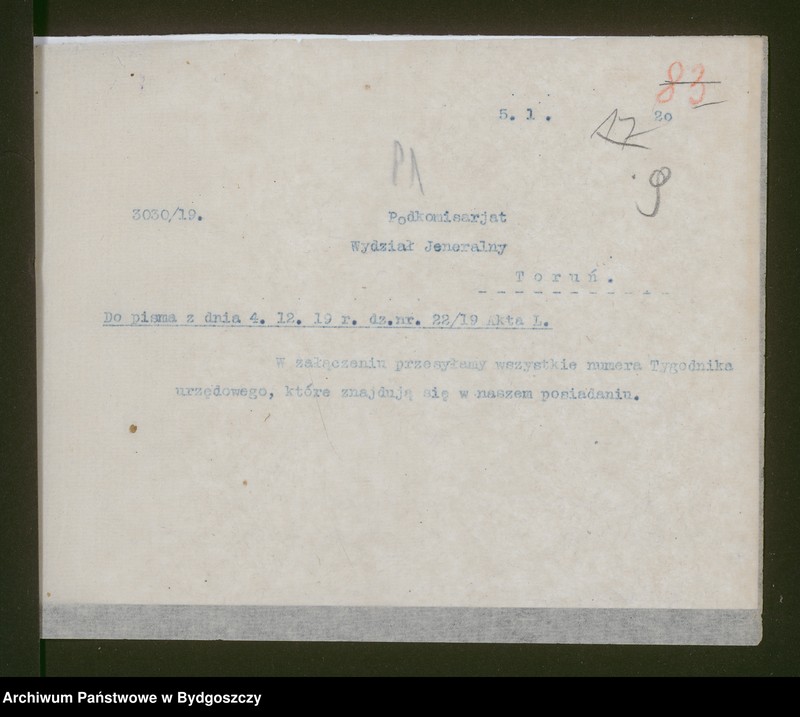 83
5. 1. 20
17
9
3030/19. Podkomisarjat
Wydział Jeneralny
Toruń.
Do pisma z dnia 4. 12. 19 r. dz.nr. 22/19 Akta L.
W załączeniu przesyłamy wszystkie numera Tygodnika
urzędowego, które znajdują się w naszem posiadaniu.
Archiwum Państwowe w Bydgoszczy